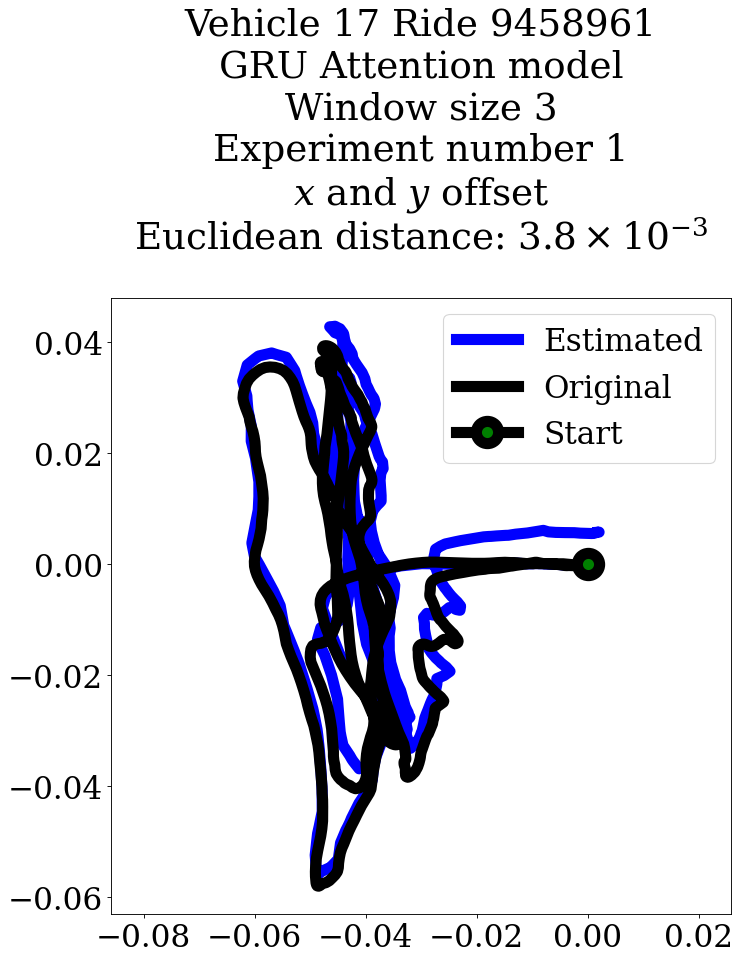 Vehicle 17 Ride 9458961
GRU Attention model
Window size 3
Experiment number 1
x and y offset
Euclidean distance: 3.8 × 10⁻³
Estimated
Original
Start
0.04
0.02
0.00
−0.02
−0.04
−0.06
−0.08 −0.06 −0.04 −0.02 0.00 0.02